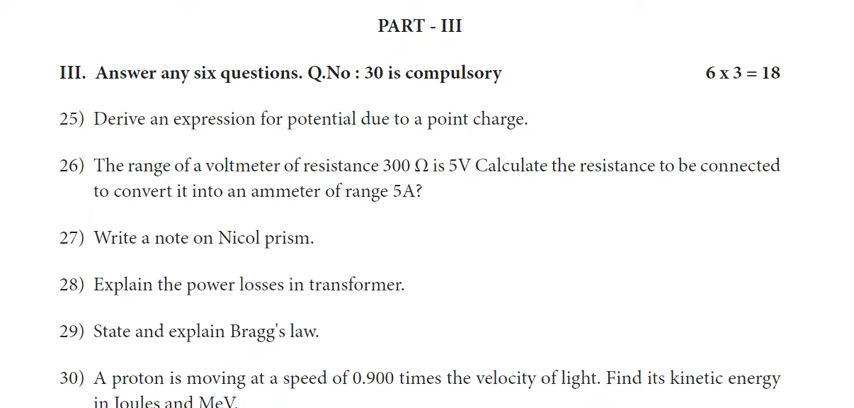 PART - III
III. Answer any six questions. Q.No : 30 is compulsory 6 x 3 = 18
25) Derive an expression for potential due to a point charge.
26) The range of a voltmeter of resistance 300 Ω is 5V Calculate the resistance to be connected
to convert it into an ammeter of range 5A?
27) Write a note on Nicol prism.
28) Explain the power losses in transformer.
29) State and explain Bragg's law.
30) A proton is moving at a speed of 0.900 times the velocity of light. Find its kinetic energy
in Joules and MeV.